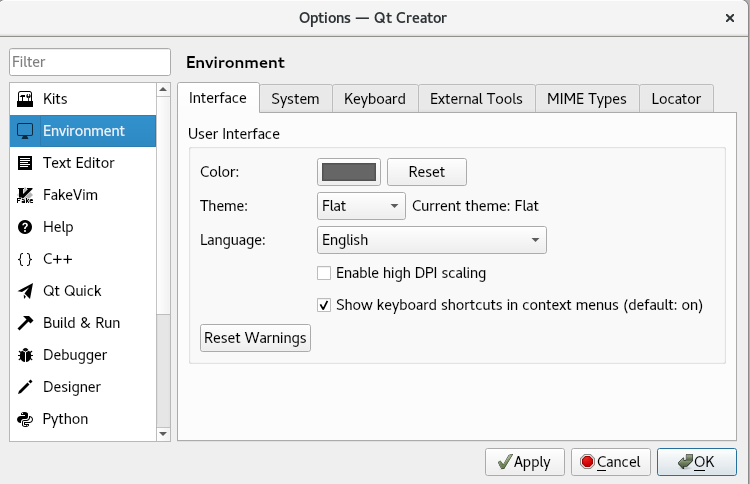 Options — Qt Creator
Filter
Kits
Environment
Text Editor
FakeVim
Help
C++
Qt Quick
Build & Run
Debugger
Designer
Python
Environment
Interface System Keyboard External Tools MIME Types Locator
User Interface
Color: Reset
Theme: Flat Current theme: Flat
Language: English
Enable high DPI scaling
Show keyboard shortcuts in context menus (default: on)
Reset Warnings
Apply Cancel OK